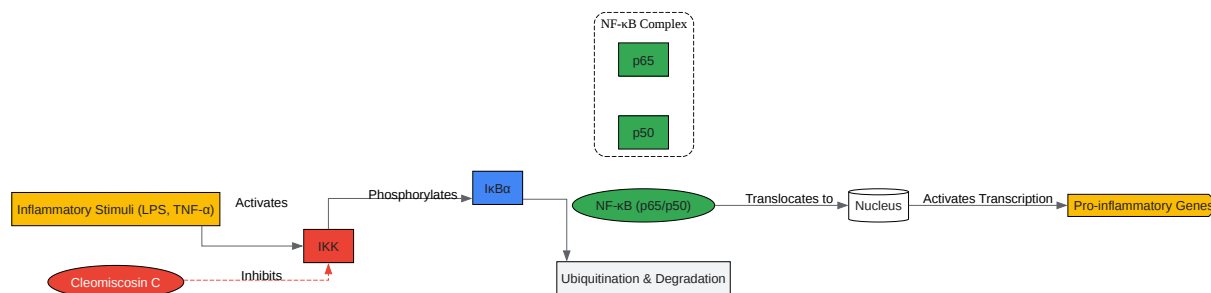 NF-κB Complex
p65
p50
Inflammatory Stimuli (LPS, TNF-α)
Activates
IKK
Cleomiscosin C
Inhibits
Phosphorylates
IκBα
Ubiquitination & Degradation
NF-κB (p65/p50)
Translocates to
Nucleus
Activates Transcription
Pro-inflammatory Genes